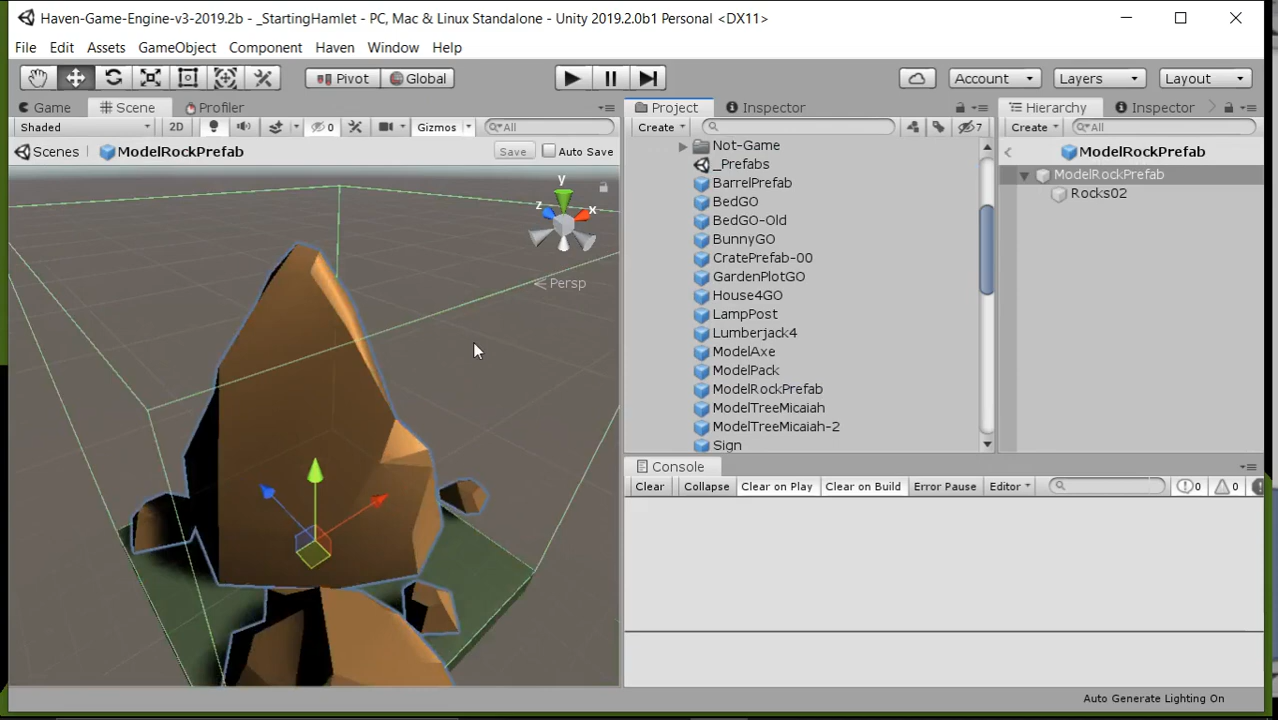 Haven-Game-Engine-v3-2019.2b - _StartingHamlet - PC, Mac & Linux Standalone - Unity 2019.2.0b1 Personal <DX11>
File Edit Assets GameObject Component Haven Window Help
Pivot Global Account Layers Layout
Game Scene Profiler
Shaded 2D 0 Gizmos All
Scenes ModelRockPrefab Save Auto Save
y
z x
Persp
Project Inspector
Create 7
Not-Game
_Prefabs
BarrelPrefab
BedGO
BedGO-Old
BunnyGO
CratePrefab-00
GardenPlotGO
House4GO
LampPost
Lumberjack4
ModelAxe
ModelPack
ModelRockPrefab
ModelTreeMicaiah
ModelTreeMicaiah-2
Sign
Hierarchy Inspector
Create All
ModelRockPrefab
ModelRockPrefab
Rocks02
Console
Clear Collapse Clear on Play Clear on Build Error Pause Editor 0 0
Auto Generate Lighting On